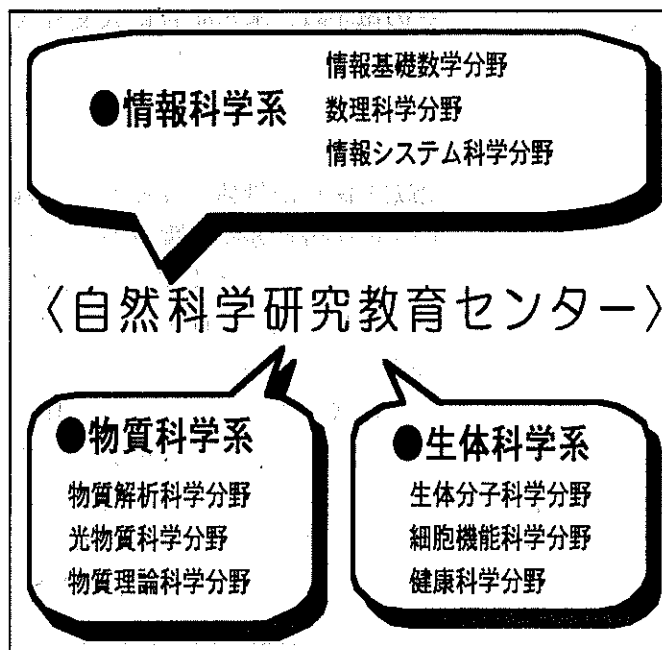 ●情報科学系
情報基礎数学分野
数理科学分野
情報システム科学分野
〈自然科学研究教育センター〉
●物質科学系
物質解析科学分野
光物質科学分野
物質理論科学分野
●生体科学系
生体分子科学分野
細胞機能科学分野
健康科学分野